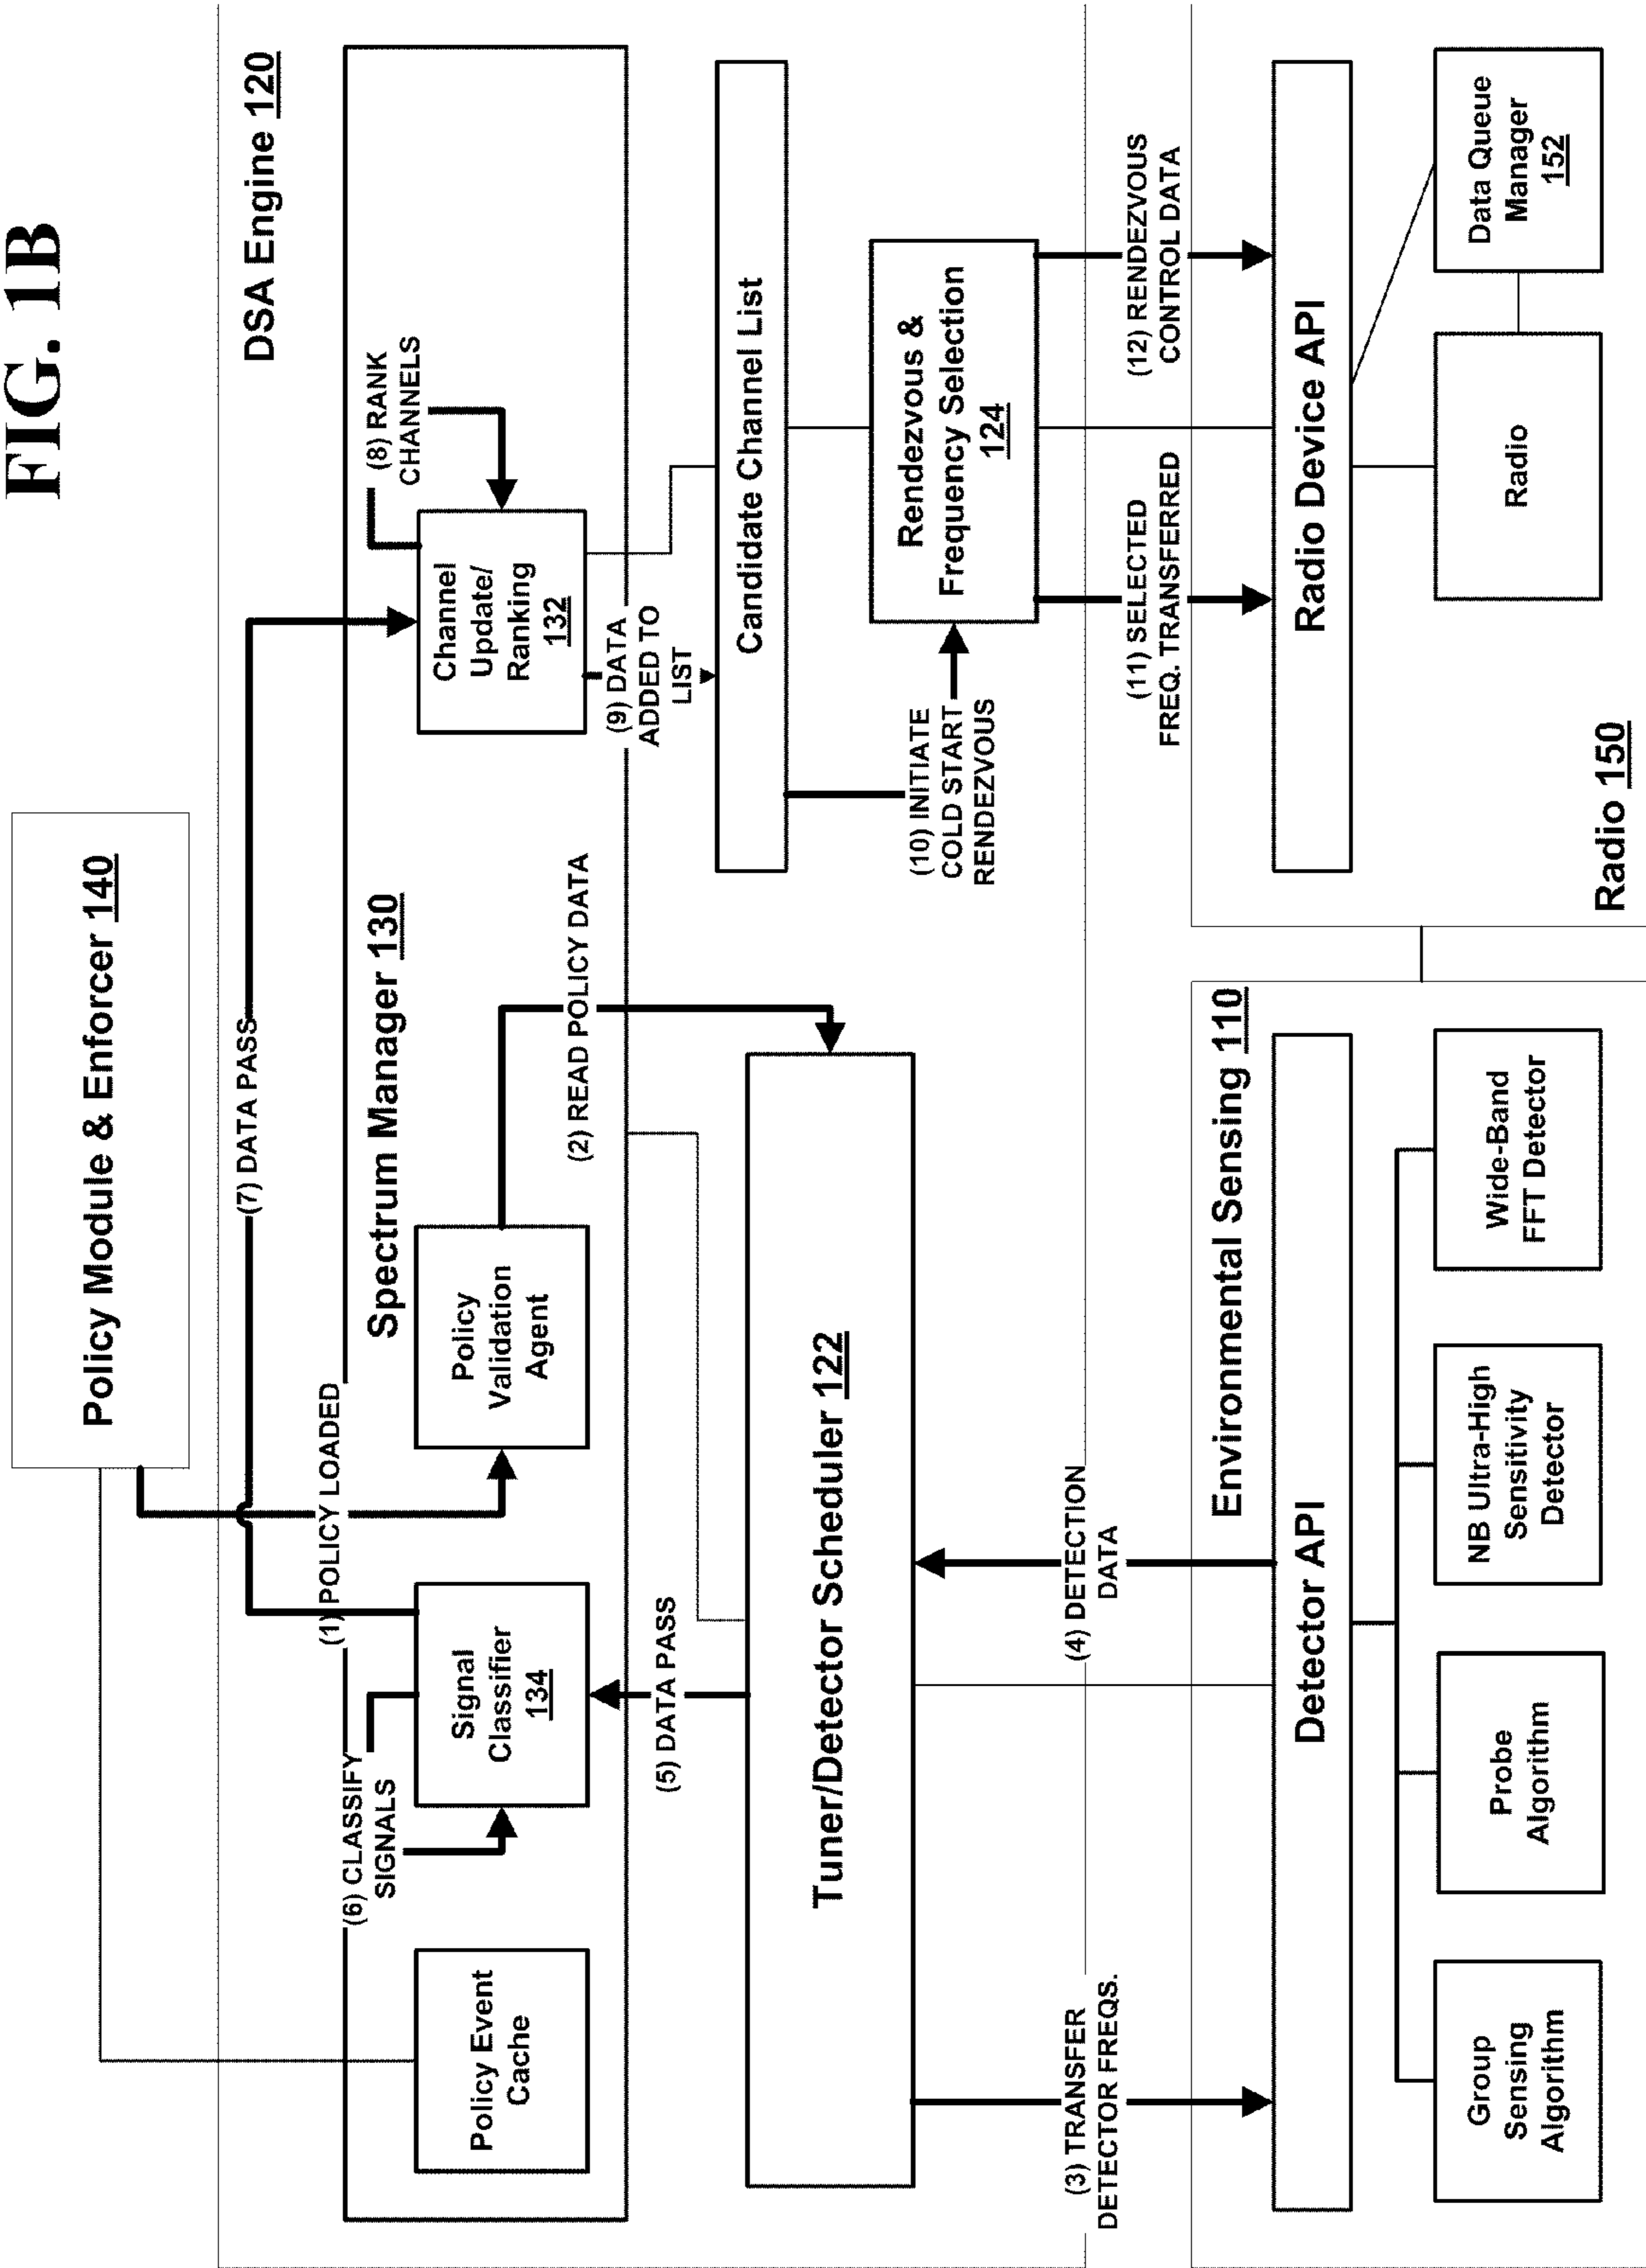 FIG. 1B
Policy Module & Enforcer 140
DSA Engine 120
(7) DATA PASS
(1) POLICY LOADED
Spectrum Manager 130
(6) CLASSIFY
SIGNALS
(8) RANK
CHANNELS
Policy Event
Cache
Signal
Classifier
134
Policy
Validation
Agent
Channel
Update/
Ranking
132
(2) READ POLICY DATA
(9) DATA
ADDED TO
LIST
(5) DATA PASS
Candidate Channel List
Tuner/Detector Scheduler 122
(10) INITIATE
COLD START
RENDEZVOUS
Rendezvous &
Frequency Selection
124
(3) TRANSFER
DETECTOR FREQS.
(4) DETECTION
DATA
(11) SELECTED
FREQ. TRANSFERRED
(12) RENDEZVOUS
CONTROL DATA
Environmental Sensing 110
Detector API
Radio Device API
Group
Sensing
Algorithm
Probe
Algorithm
NB Ultra-High
Sensitivity
Detector
Wide-Band
FFT Detector
Radio
Data Queue
Manager
152
Radio 150